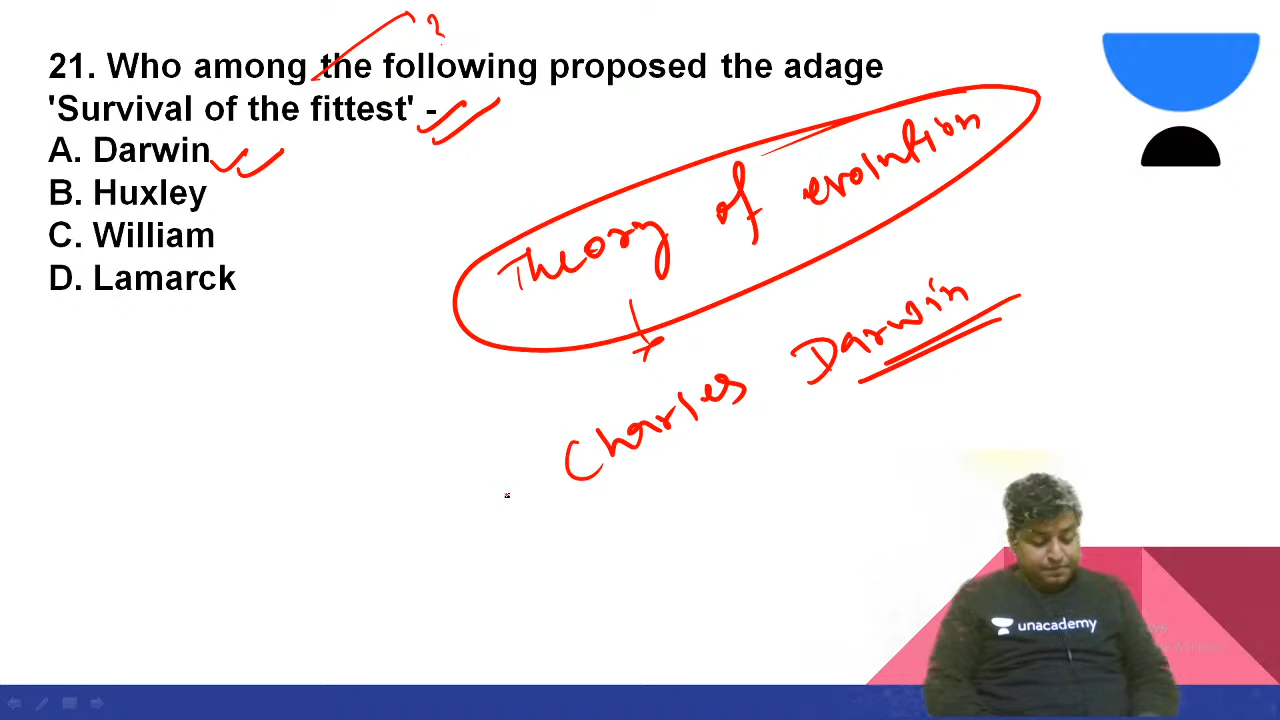 21. Who among the following proposed the adage
'Survival of the fittest' -
A. Darwin
B. Huxley
C. William
D. Lamarck
?
Theory of evolution
Charles Darwin
unacademy